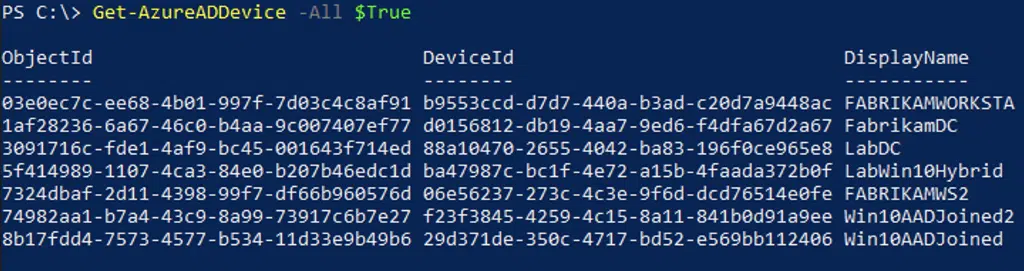 PS C:\> Get-AzureADDevice -All $True
ObjectId DeviceId DisplayName
-------- -------- -----------
03e0ec7c-ee68-4b01-997f-7d03c4c8af91 b9553ccd-d7d7-440a-b3ad-c20d7a9448ac FABRIKAMWORKSTA
1af28236-6a67-46c0-b4aa-9c007407ef77 d0156812-db19-4aa7-9ed6-f4dfa67d2a67 FabrikamDC
3091716c-fde1-4af9-bc45-001643f714ed 88a10470-2655-4042-ba83-196f0ce965e8 LabDC
5f414989-1107-4ca3-84e0-b207b46edc1d ba47987c-bc1f-4e72-a15b-4faada372b0f LabWin10Hybrid
7324dbaf-2d11-4398-99f7-df66b960576d 06e56237-273c-4c3e-9f6d-dcd76514e0fe FABRIKAMWS2
74982aa1-b7a4-43c9-8a99-73917c6b7e27 f23f3845-4259-4c15-8a11-841b0d91a9ee Win10AADJoined2
8b17fdd4-7573-4577-b534-11d33e9b49b6 29d371de-350c-4717-bd52-e569bb112406 Win10AADJoined